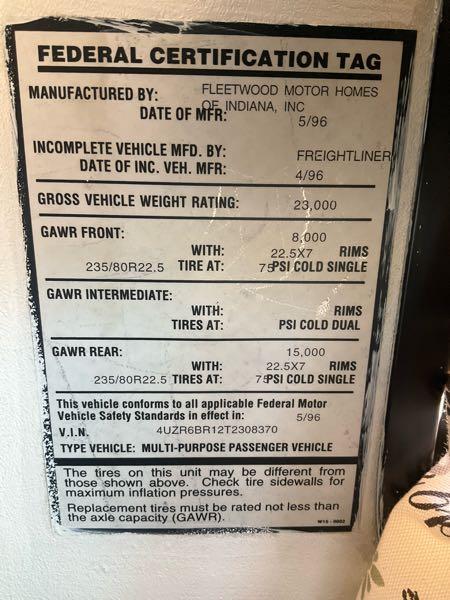 FEDERAL CERTIFICATION TAG
MANUFACTURED BY: FLEETWOOD MOTOR HOMES
OF INDIANA, INC
DATE OF MFR: 5/96
INCOMPLETE VEHICLE MFD. BY: FREIGHTLINER
DATE OF INC. VEH. MFR: 4/96
GROSS VEHICLE WEIGHT RATING: 23,000
GAWR FRONT: 8,000
WITH: 22.5X7 RIMS
235/80R22.5 TIRE AT: 75 PSI COLD SINGLE
GAWR INTERMEDIATE:
WITH: RIMS
TIRES AT: PSI COLD DUAL
GAWR REAR: 15,000
WITH: 22.5X7 RIMS
235/80R22.5 TIRES AT: 75 PSI COLD SINGLE
This vehicle conforms to all applicable Federal Motor
Vehicle Safety Standards in effect in: 5/96
V.I.N. 4UZR6BR12T2308370
TYPE VEHICLE: MULTI-PURPOSE PASSENGER VEHICLE
The tires on this unit may be different from
those shown above. Check tire sidewalls for
maximum inflation pressures.
Replacement tires must be rated not less than
the axle capacity (GAWR).
W15-0002